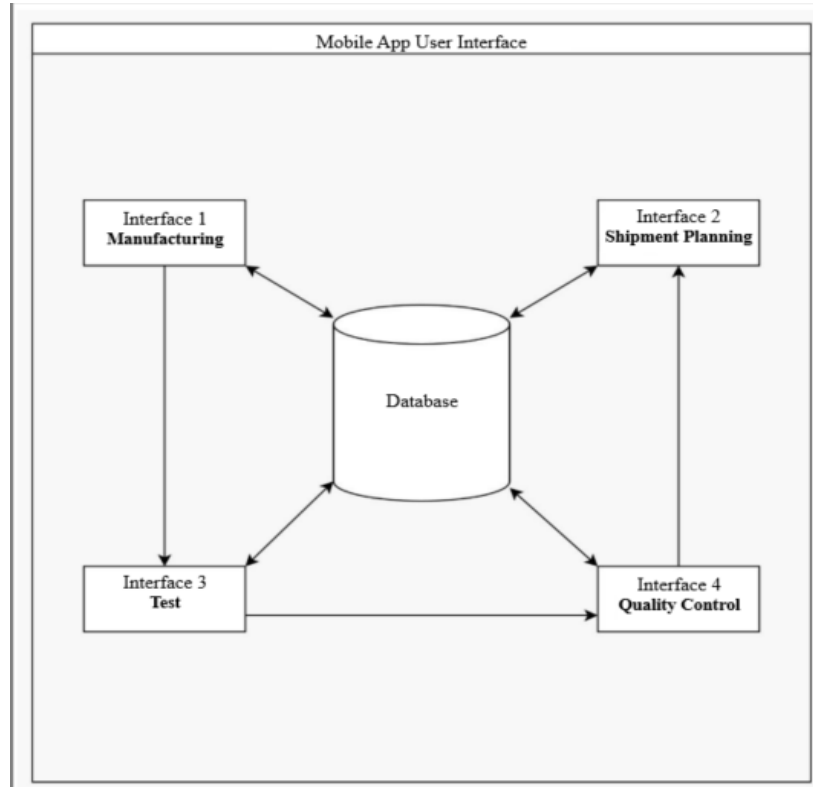 Mobile App User Interface
Interface 1
Manufacturing
Interface 2
Shipment Planning
Database
Interface 3
Test
Interface 4
Quality Control